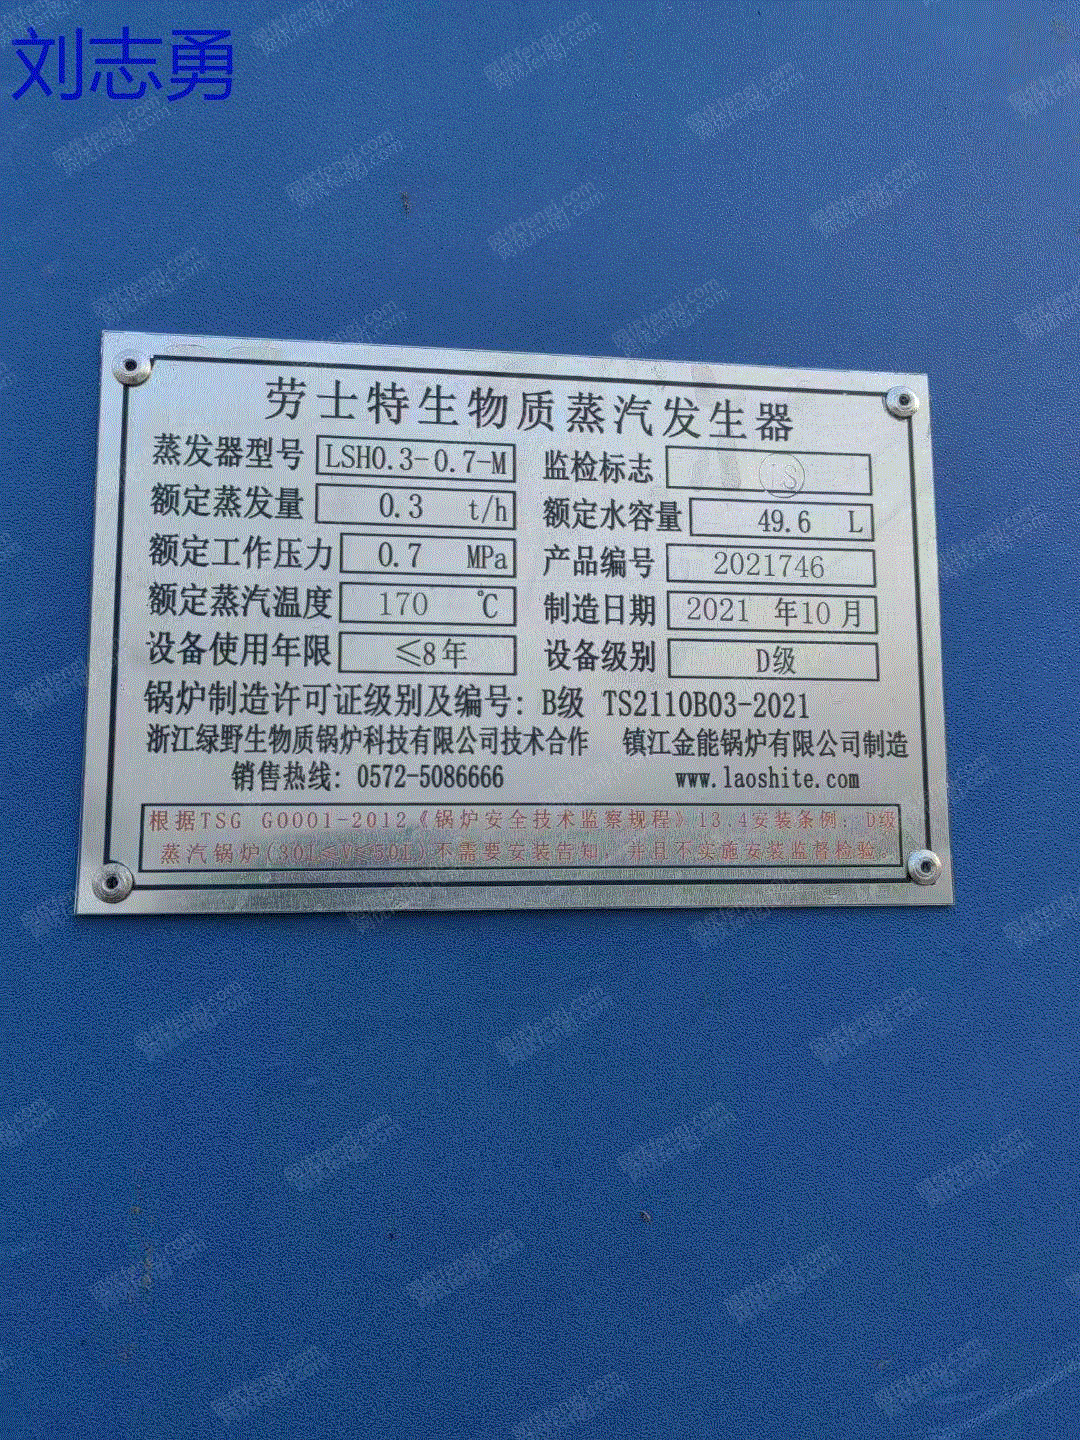 刘志勇
劳士特生物质蒸汽发生器
蒸发器型号 LSH0.3-0.7-M 监检标志 LS
额定蒸发量 0.3 t/h 额定水容量 49.6 L
额定工作压力 0.7 MPa 产品编号 2021746
额定蒸汽温度 170 ℃ 制造日期 2021 年10月
设备使用年限 ≤8年 设备级别 D级
锅炉制造许可证级别及编号: B级 TS2110B03-2021
浙江绿野生物质锅炉科技有限公司技术合作 镇江金能锅炉有限公司制造
销售热线: 0572-5086666 www.laoshite.com
根据TSG G0001-2012《锅炉安全技术监察规程》13.4安装条例: D级
蒸汽锅炉(30L≤V≤50L)不需要安装告知, 并且不实施安装监督检验。